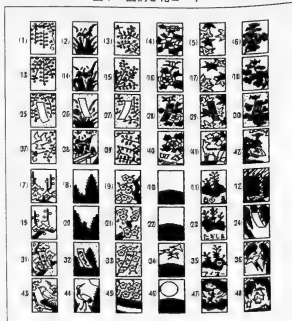 (1) (2) (3) (4) (5) (6)
(13) (14) (15) (16) (17) (18)
(25) (26) (27) (28) (29) (30)
(37) (38) (39) (40) (41) (42)
(7) (8) (9) (10) (11) (12)
(19) (20) (21) (22) (23) (24)
(31) (32) (33) (34) (35) (36)
(43) (44) (45) (46) (47) (48)